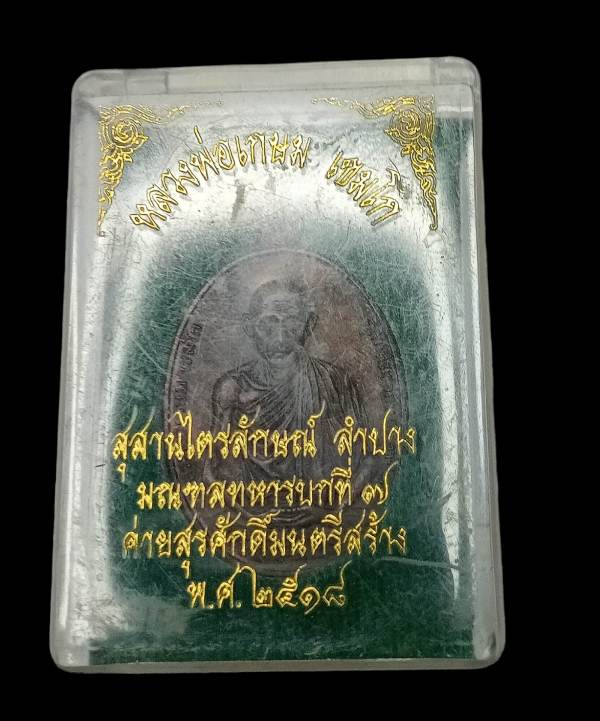 หลวงพ่อเกษม เขมโก
สุสานไตรลักษณ์ ลำปาง
มณฑลทหารบกที่ ๗
ค่ายสุรศักดิ์มนตรีสร้าง
พ.ศ.๒๕๑๘